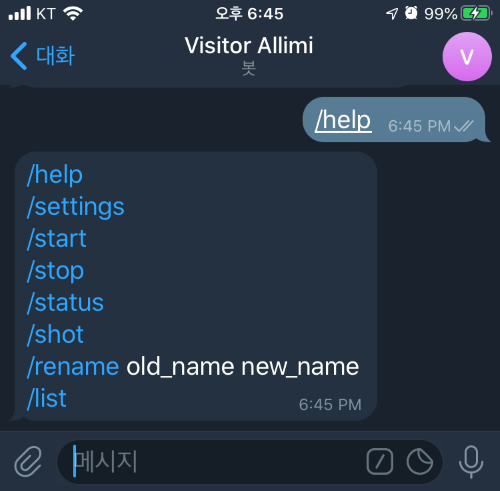 KT 오후 6:45 99%
대화 Visitor Allimi V
봇
/help 6:45 PM
/help
/settings
/start
/stop
/status
/shot
/rename old_name new_name
/list 6:45 PM
메시지